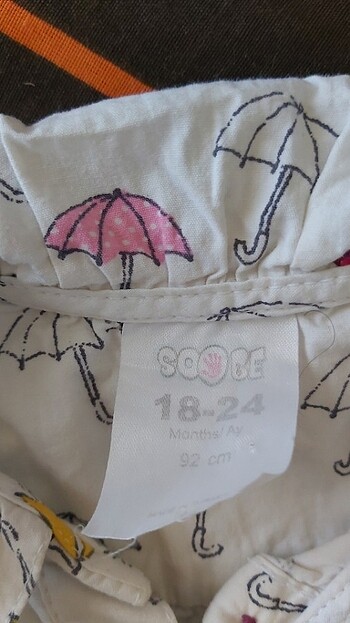 SOOBE
18-24
Months/Ay
92 cm